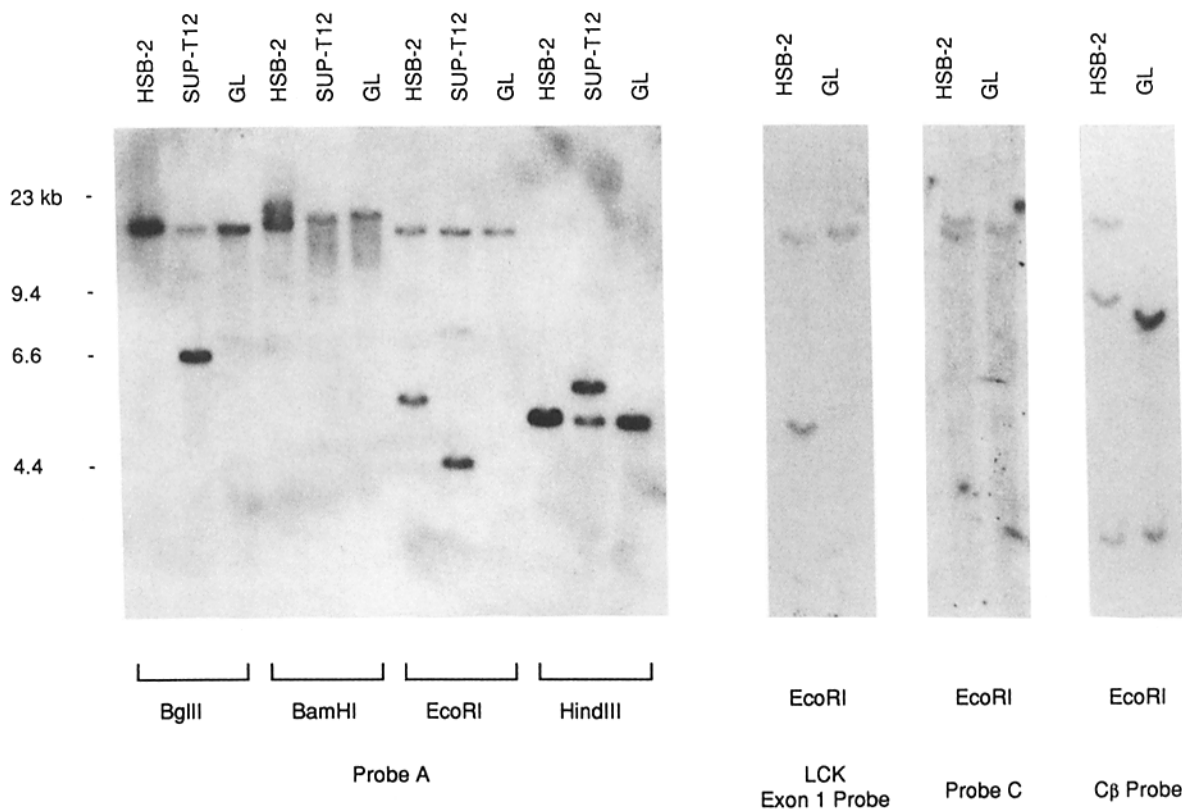 HSB-2 SUP-T12 GL HSB-2 SUP-T12 GL HSB-2 SUP-T12 GL HSB-2 SUP-T12 GL HSB-2 GL HSB-2 GL HSB-2 GL
23 kb -
9.4 -
6.6 -
4.4 -
BglII BamHI EcoRI HindIII EcoRI EcoRI EcoRI
Probe A
LCK
Exon 1 Probe
Probe C
Cβ Probe